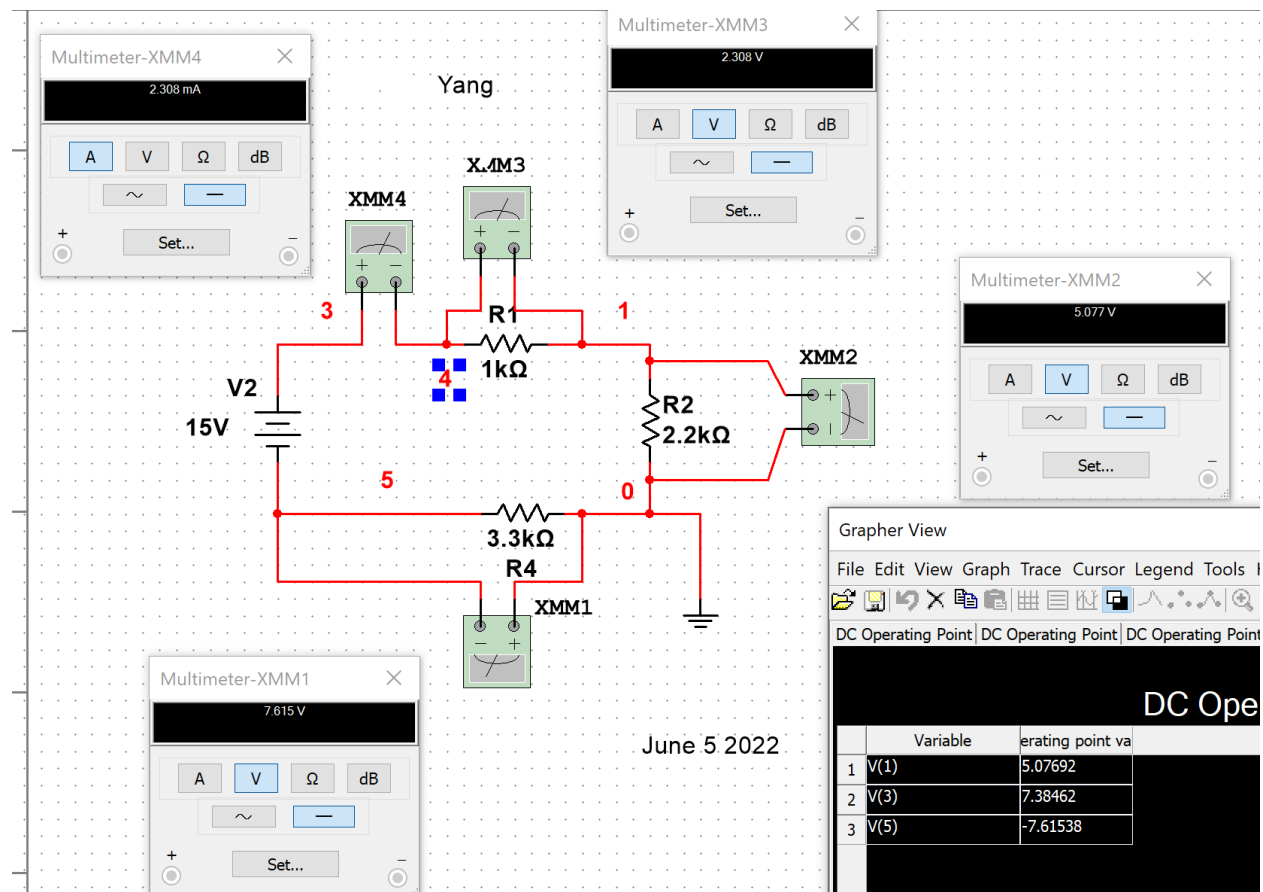 Multimeter-XMM4
2.308 mA
A V Ω dB
~ —
+ −
Set...
Yang
Multimeter-XMM3
2.308 V
A V Ω dB
~ —
+ −
Set...
XMM4
+ −
3
+ −
R1
1kΩ
4
1
V2
15V
R2
2.2kΩ
XMM2
+
−
Multimeter-XMM2
5.077 V
A V Ω dB
~ —
+ −
Set...
5
0
3.3kΩ
R4
XMM1
− +
Multimeter-XMM1
7.615 V
A V Ω dB
~ —
+ −
Set...
June 5 2022
Grapher View
File Edit View Graph Trace Cursor Legend Tools
DC Operating Point DC Operating Point DC Operating Point
DC Ope
Variable erating point va
1 V(1) 5.07692
2 V(3) 7.38462
3 V(5) -7.61538